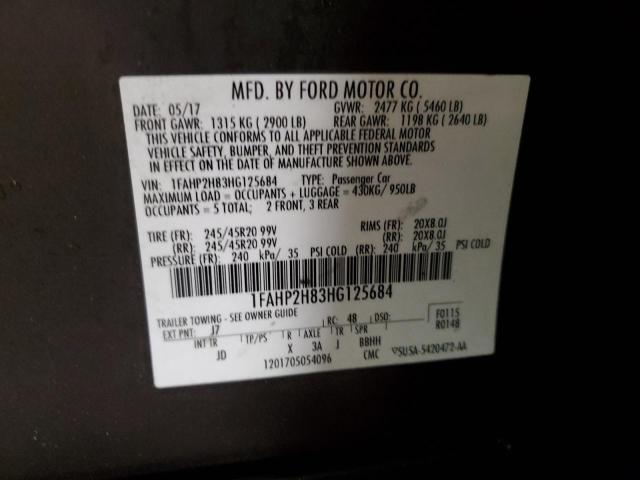 MFD. BY FORD MOTOR CO.
DATE: 05/17 GVWR: 2477 KG ( 5460 LB)
FRONT GAWR: 1315 KG ( 2900 LB) REAR GAWR: 1198 KG ( 2640 LB)
THIS VEHICLE CONFORMS TO ALL APPLICABLE FEDERAL MOTOR
VEHICLE SAFETY, BUMPER, AND THEFT PREVENTION STANDARDS
IN EFFECT ON THE DATE OF MANUFACTURE SHOWN ABOVE.
VIN: 1FAHP2H83HG125684 TYPE: Passenger Car
MAXIMUM LOAD = OCCUPANTS + LUGGAGE = 430KG/ 950LB
OCCUPANTS = 5 TOTAL; 2 FRONT, 3 REAR
TIRE (FR): 245/45R20 99V RIMS (FR): 20X8.0J
(RR): 245/45R20 99V (RR): 20X8.0J
PRESSURE (FR): 240 kPa/ 35 PSI COLD (RR): 240 kPa/ 35 PSI COLD
1FAHP2H83HG125684
TRAILER TOWING - SEE OWNER GUIDE
EXT PNT: J7 RC: 48 DSO: F0115
INT TR TP/PS R AXLE TR SPR R0148
JD X 3A J BBHH
1201705054096 CMC ▽SUSA-5420472-AA